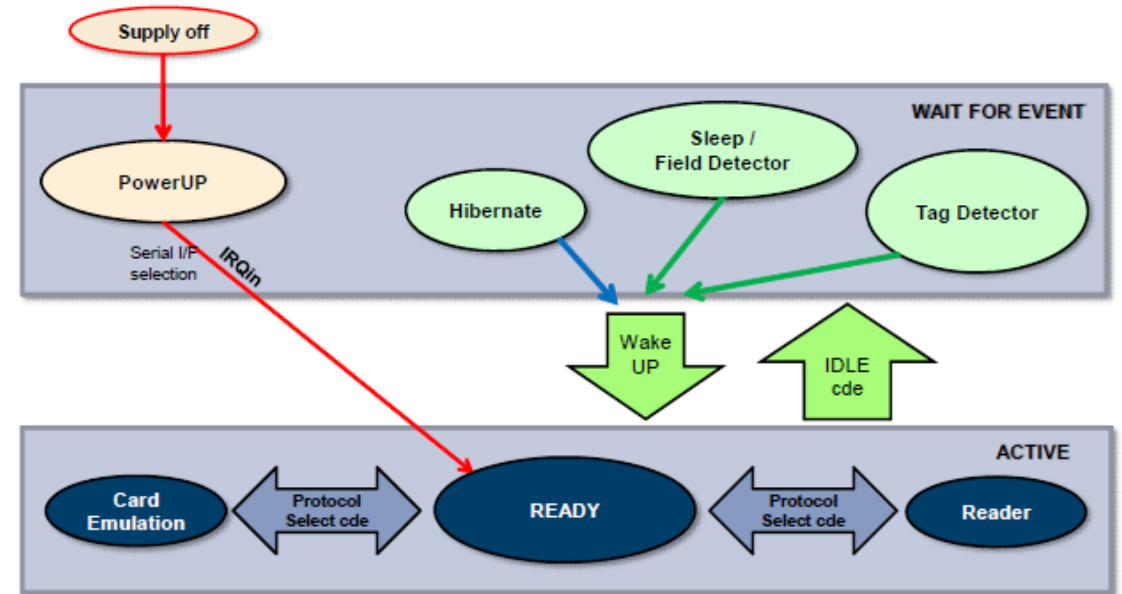 Supply off
WAIT FOR EVENT
PowerUP
Hibernate
Sleep /
Field Detector
Tag Detector
Serial I/F
selection
IRQin
Wake
UP
IDLE
cde
ACTIVE
Card
Emulation
Protocol
Select cde
READY
Protocol
Select cde
Reader